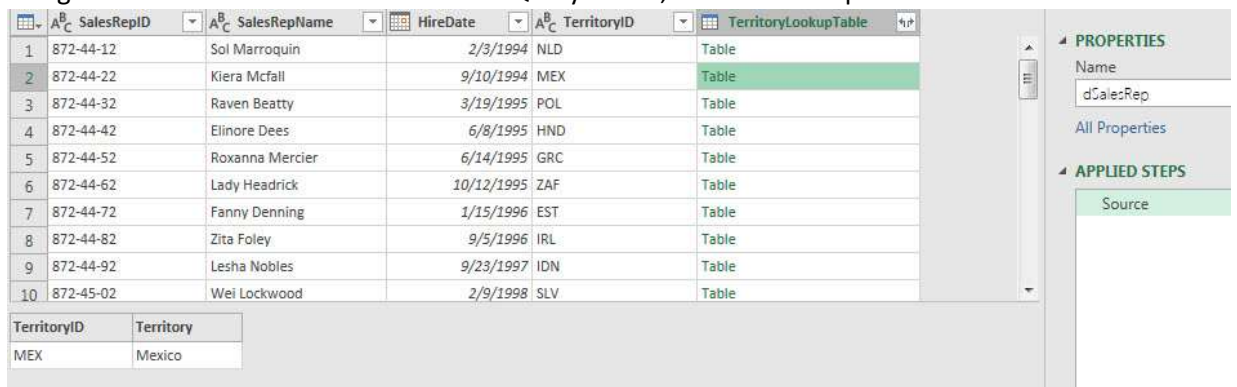 SalesRepID SalesRepName HireDate TerritoryID TerritoryLookupTable
1 872-44-12 Sol Marroquin 2/3/1994 NLD Table
2 872-44-22 Kiera Mcfall 9/10/1994 MEX Table
3 872-44-32 Raven Beatty 3/19/1995 POL Table
4 872-44-42 Elinore Dees 6/8/1995 HND Table
5 872-44-52 Roxanna Mercier 6/14/1995 GRC Table
6 872-44-62 Lady Headrick 10/12/1995 ZAF Table
7 872-44-72 Fanny Denning 1/15/1996 EST Table
8 872-44-82 Zita Foley 9/5/1996 IRL Table
9 872-44-92 Lesha Nobles 9/23/1997 IDN Table
10 872-45-02 Wei Lockwood 2/9/1998 SLV Table
TerritoryID Territory
MEX Mexico
PROPERTIES
Name
dSalesRep
All Properties
APPLIED STEPS
Source